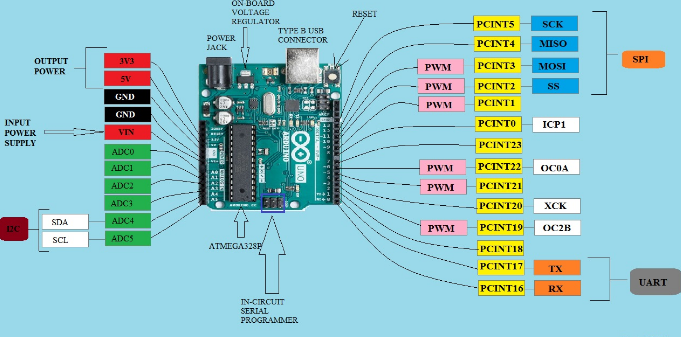 ON-BOARD
VOLTAGE
REGULATOR
RESET
TYPE B USB
CONNECTOR
POWER
JACK
OUTPUT
POWER
3V3
5V
GND
GND
INPUT
POWER
SUPPLY
VIN
ADC0
ADC1
ADC2
ADC3
I2C
SDA
ADC4
SCL
ADC5
ATMEGA328P
IN-CIRCUIT
SERIAL
PROGRAMMER
ARDUINO
UNO
PCINT5 SCK
PCINT4 MISO
SPI
PWM PCINT3 MOSI
PWM PCINT2 SS
PWM PCINT1
PCINT0 ICP1
PCINT23
PWM PCINT22 OC0A
PWM PCINT21
PCINT20 XCK
PWM PCINT19 OC2B
PCINT18
PCINT17 TX
UART
PCINT16 RX